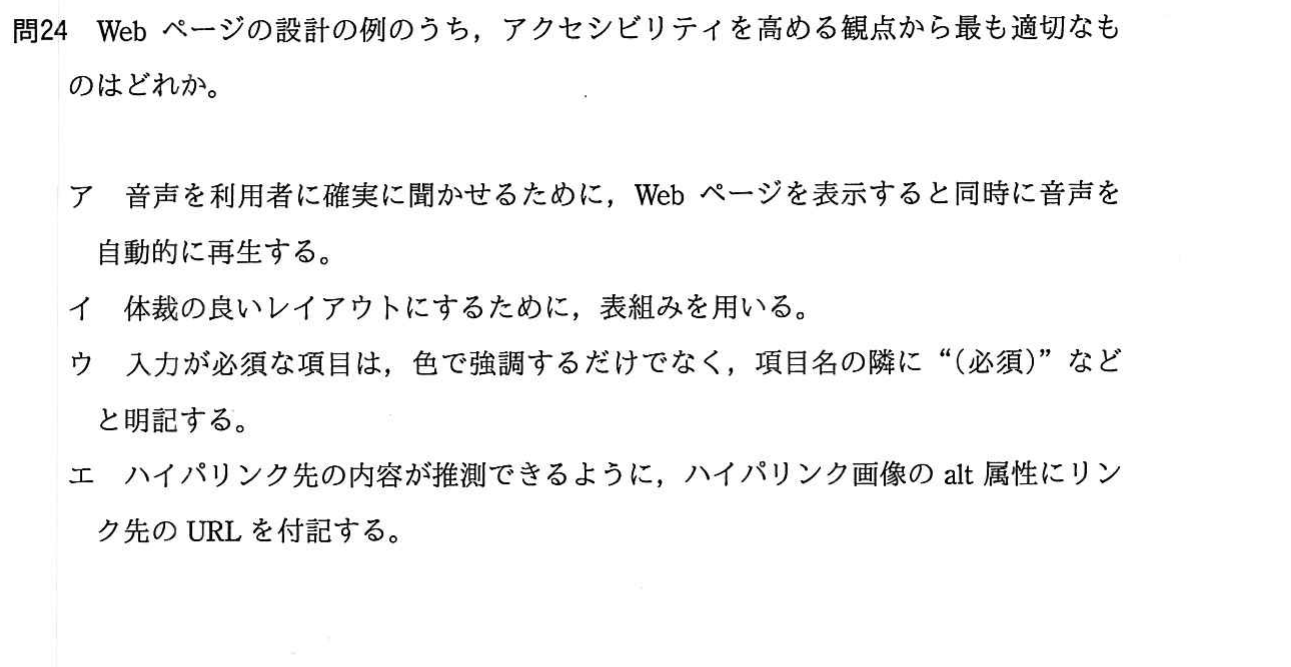 問24 Web ページの設計の例のうち，アクセシビリティを高める観点から最も適切なも
のはどれか。
ア 音声を利用者に確実に聞かせるために，Web ページを表示すると同時に音声を
自動的に再生する。
イ 体裁の良いレイアウトにするために，表組みを用いる。
ウ 入力が必須な項目は，色で強調するだけでなく，項目名の隣に“（必須）”など
と明記する。
エ ハイパリンク先の内容が推測できるように，ハイパリンク画像の alt 属性にリン
ク先の URL を付記する。